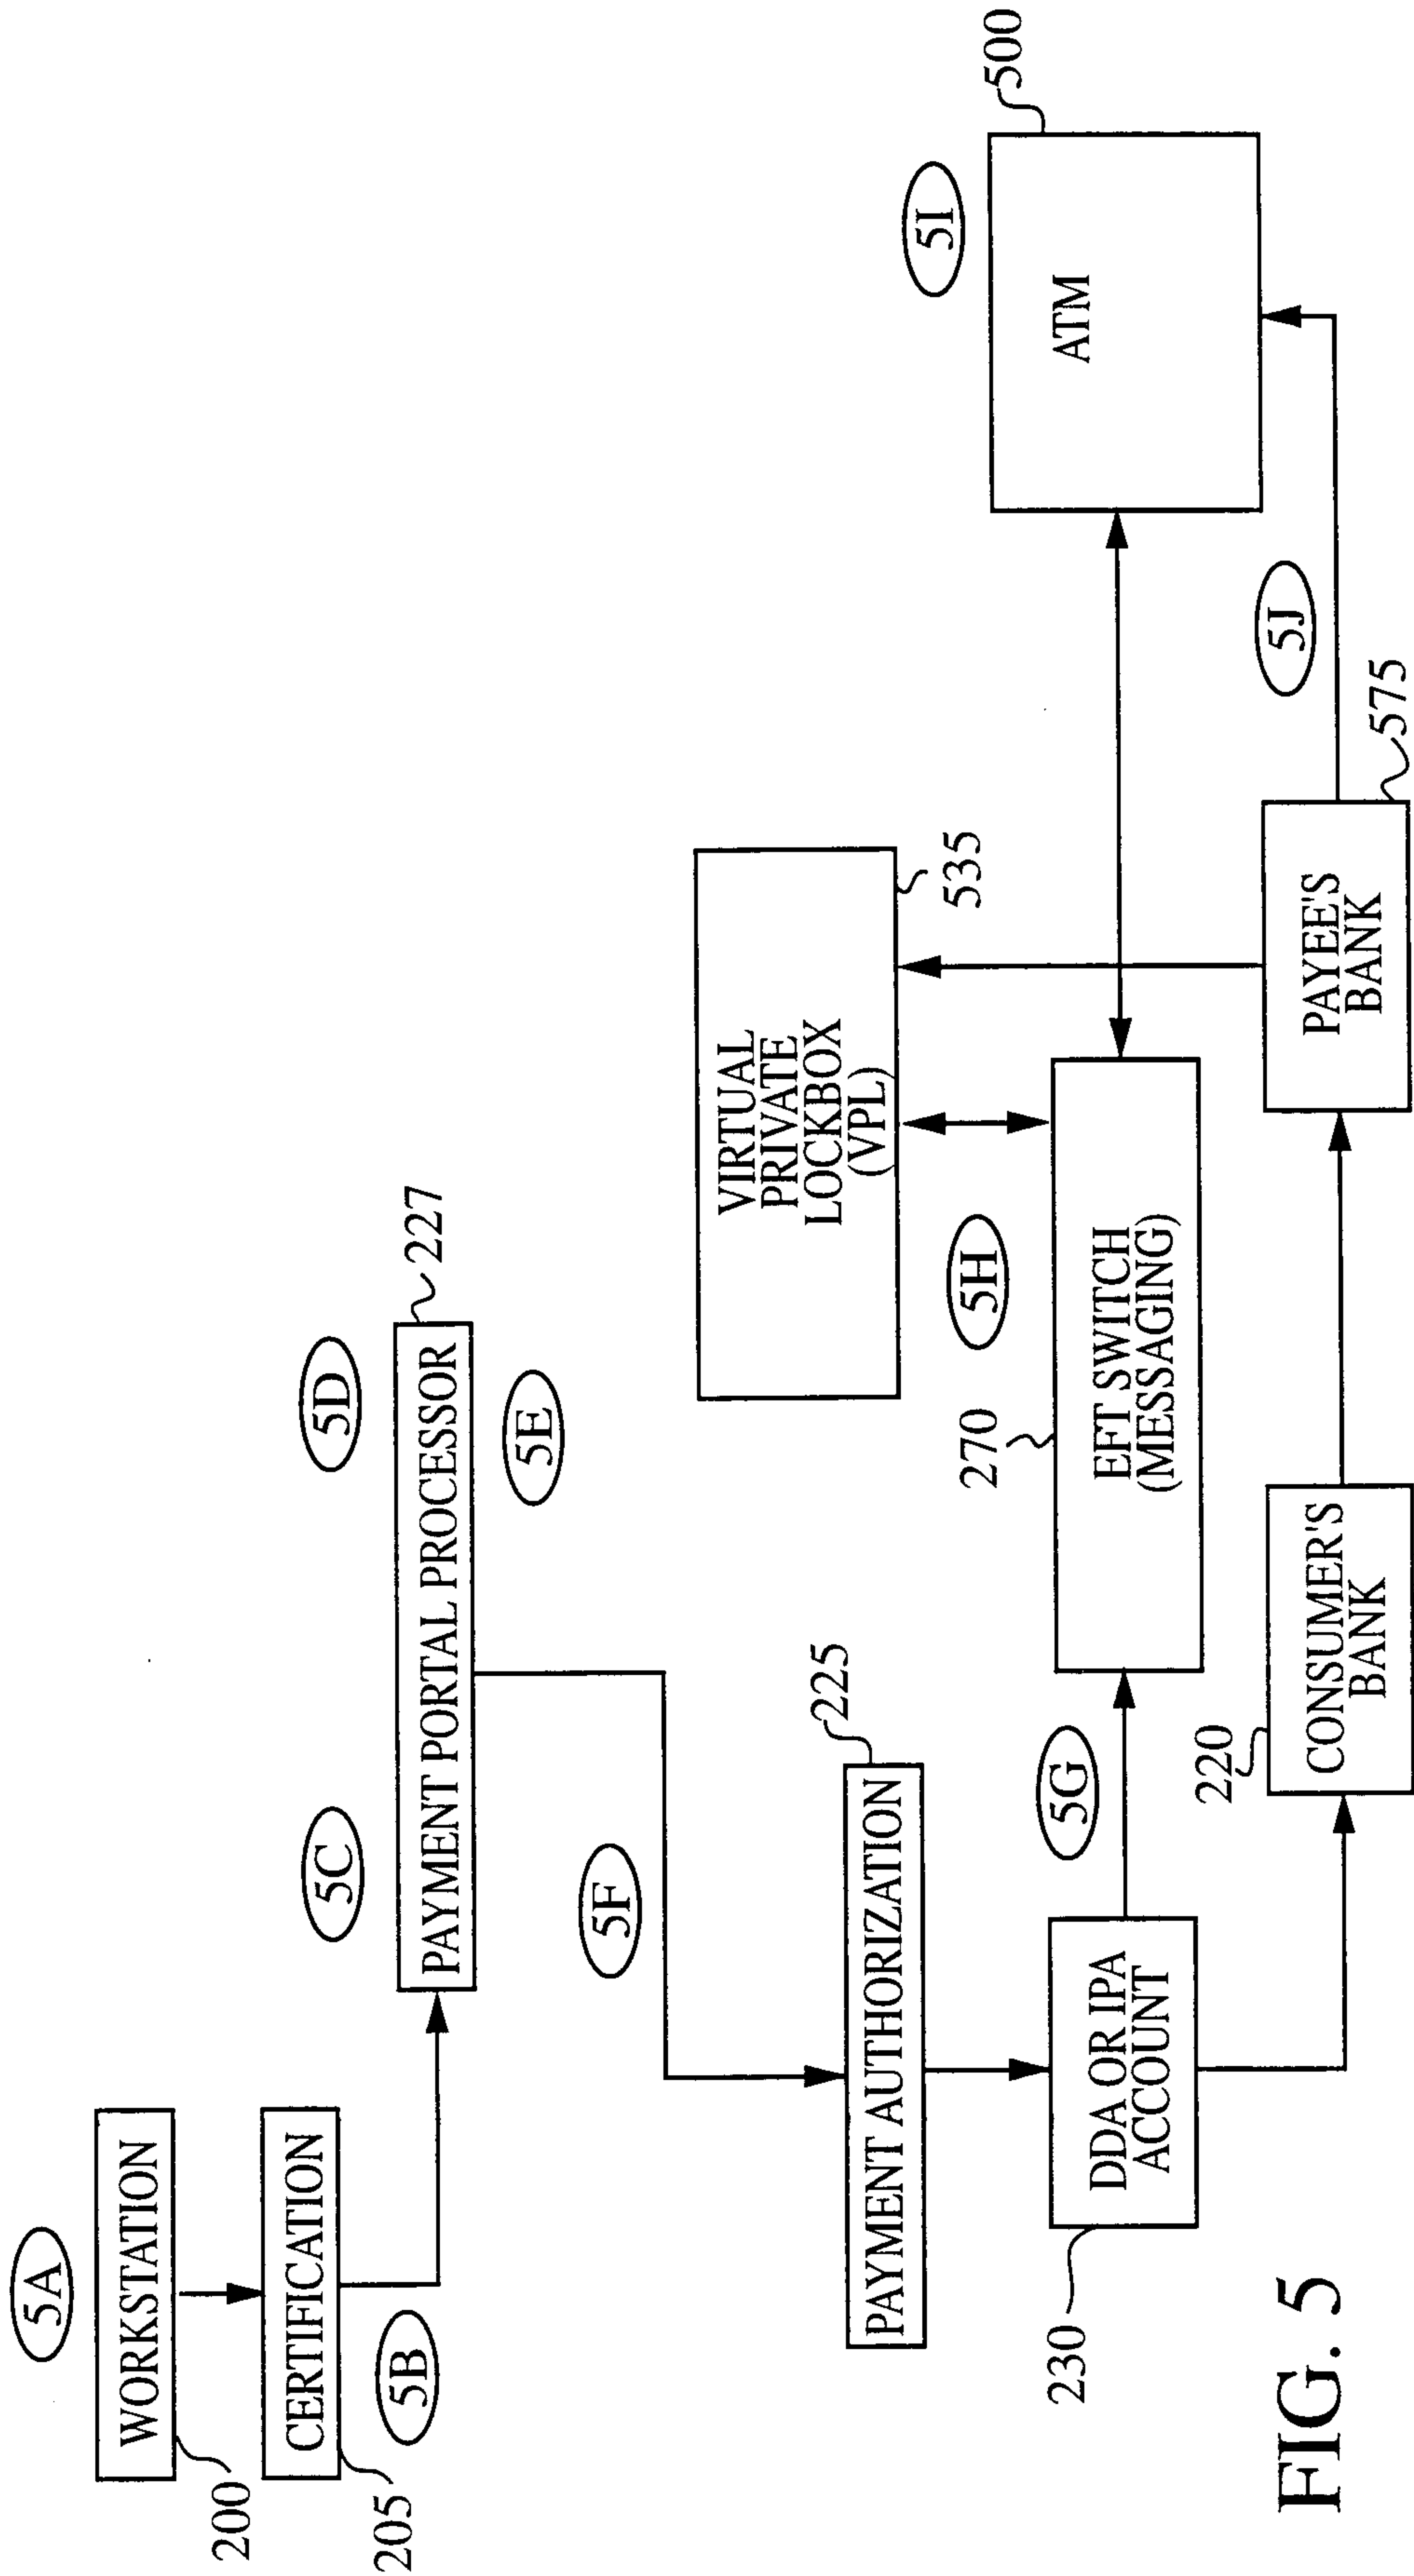 5A
WORKSTATION
200
CERTIFICATION
205
5B
5C
5D
PAYMENT PORTAL PROCESSOR
227
5E
5F
PAYMENT AUTHORIZATION
225
VIRTUAL
PRIVATE
LOCKBOX
(VPL)
535
5I
ATM
500
230
DDA OR IPA
ACCOUNT
5G
270
EFT SWITCH
(MESSAGING)
5H
220
CONSUMER'S
BANK
PAYEE'S
BANK
575
5J
FIG. 5